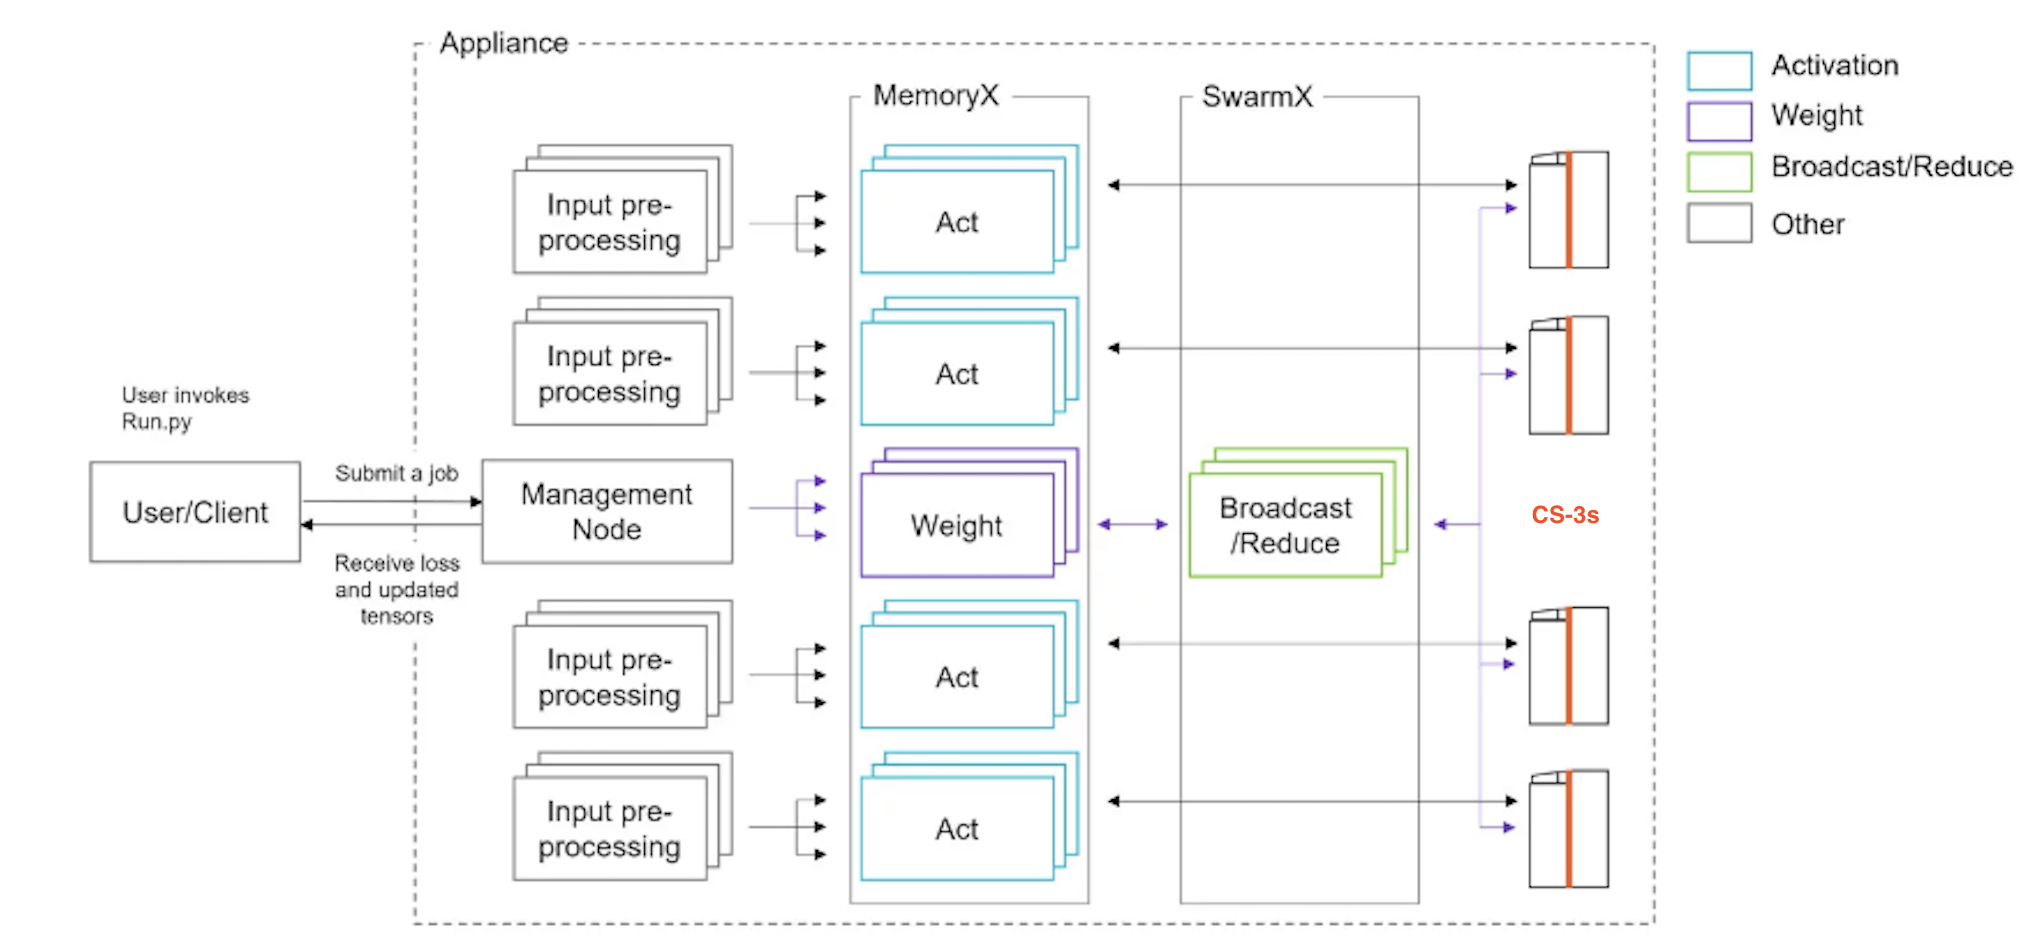 Appliance
MemoryX
SwarmX
Activation
Weight
Broadcast/Reduce
Other
Input pre-
processing
Act
Input pre-
processing
Act
User invokes
Run.py
User/Client
Submit a job
Receive loss
and updated
tensors
Management
Node
Weight
Broadcast
/Reduce
CS-3s
Input pre-
processing
Act
Input pre-
processing
Act